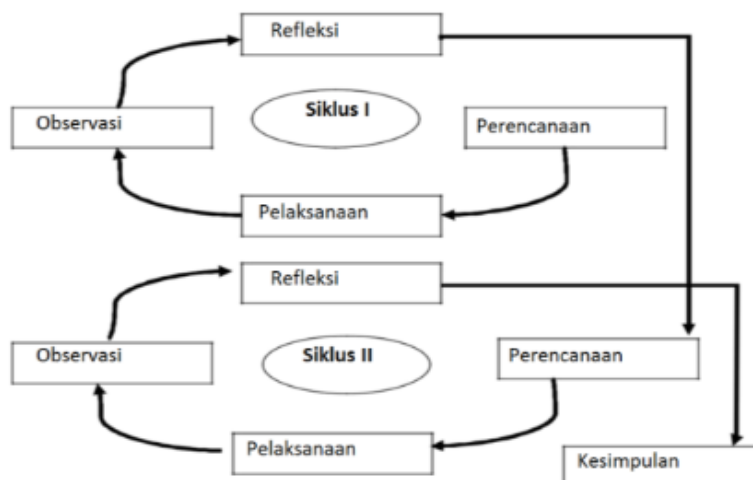 Refleksi
Siklus I
Observasi
Perencanaan
Pelaksanaan
Refleksi
Observasi
Siklus II
Perencanaan
Pelaksanaan
Kesimpulan